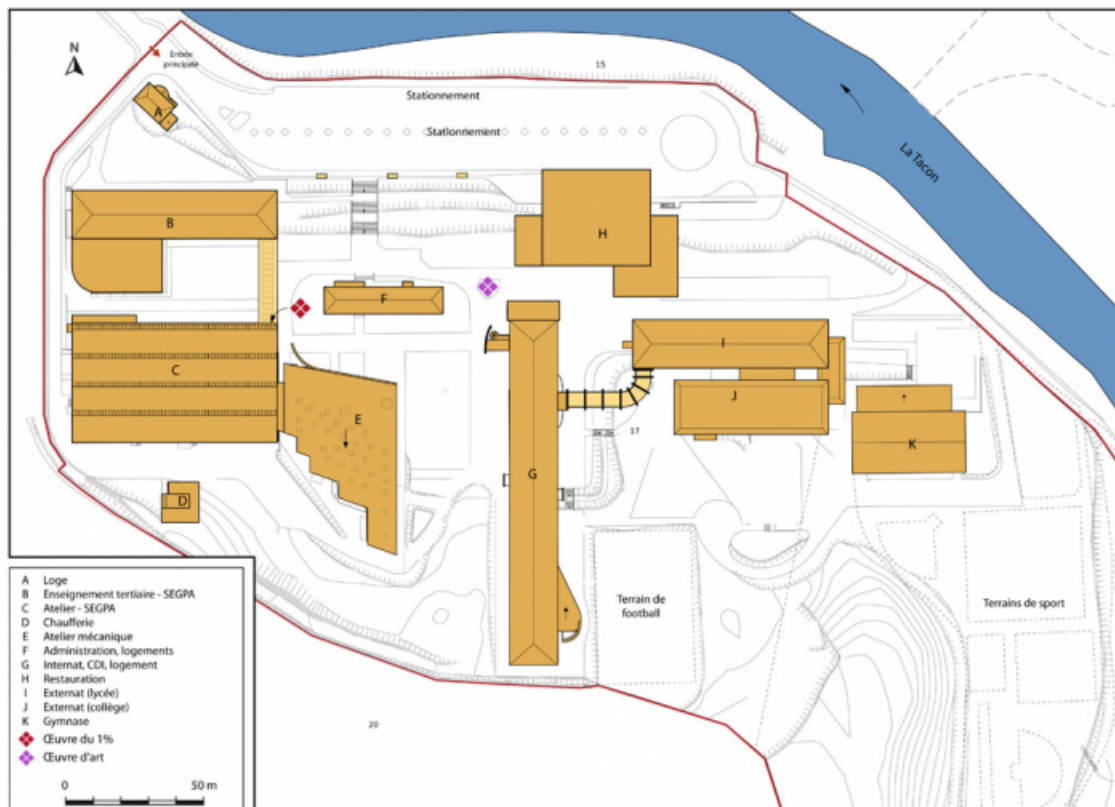 N
Entrée
principale
15
Stationnement
Stationnement
La Tacon
A
B
H
F
C
I
J
E
17
K
G
D
Terrain de
football
Terrains de sport
20
A Loge
B Enseignement tertiaire - SEGPA
C Atelier - SEGPA
D Chaufferie
E Atelier mécanique
F Administration, logements
G Internat, CDI, logement
H Restauration
I Externat (lycée)
J Externat (collège)
K Gymnase
Œuvre du 1%
Œuvre d'art
0 50 m